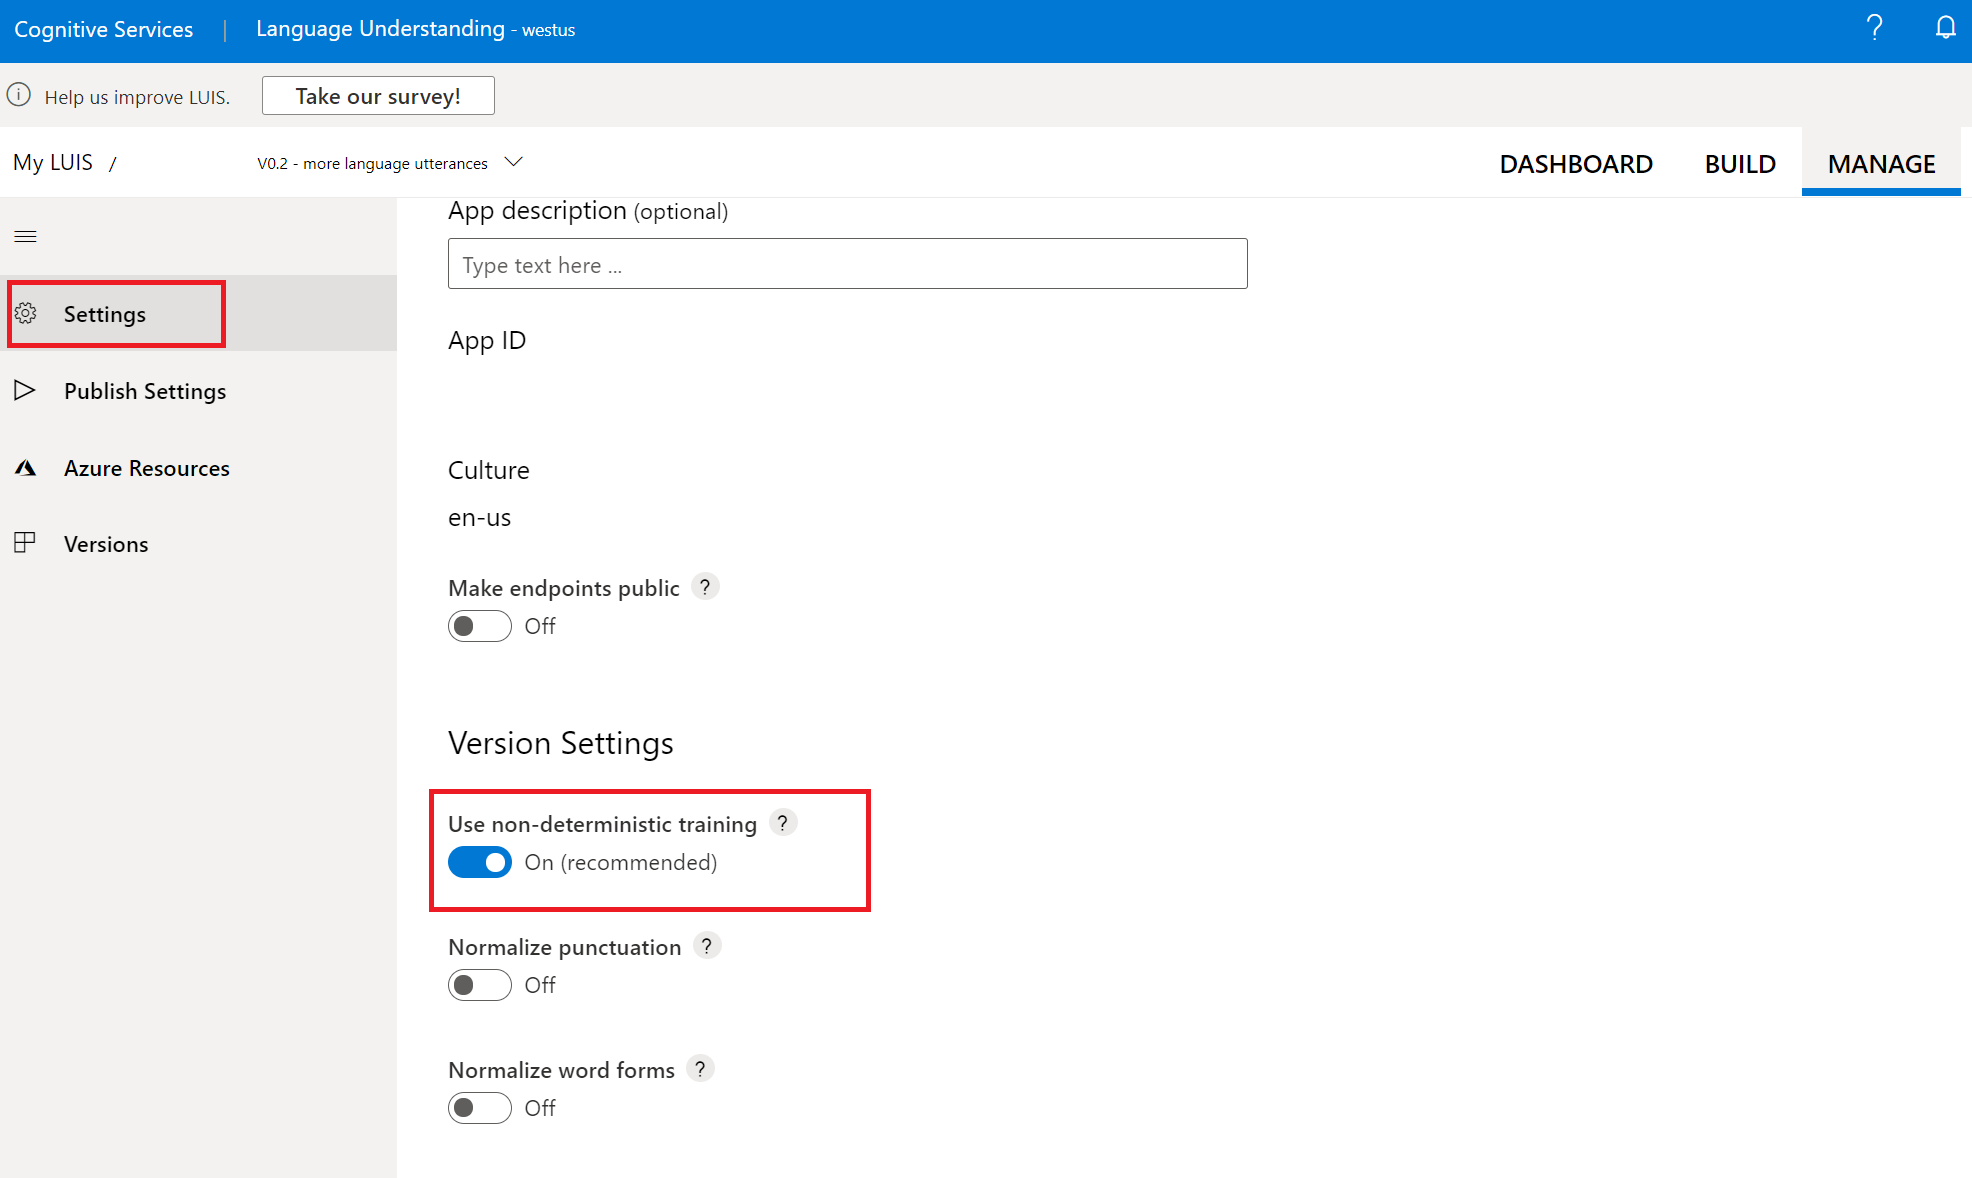 Cognitive Services | Language Understanding - westus ?
Help us improve LUIS. Take our survey!
My LUIS / V0.2 - more language utterances DASHBOARD BUILD MANAGE
App description (optional)
Type text here ...
Settings
App ID
Publish Settings
Azure Resources
Culture
en-us
Versions
Make endpoints public ?
Off
Version Settings
Use non-deterministic training ?
On (recommended)
Normalize punctuation ?
Off
Normalize word forms ?
Off